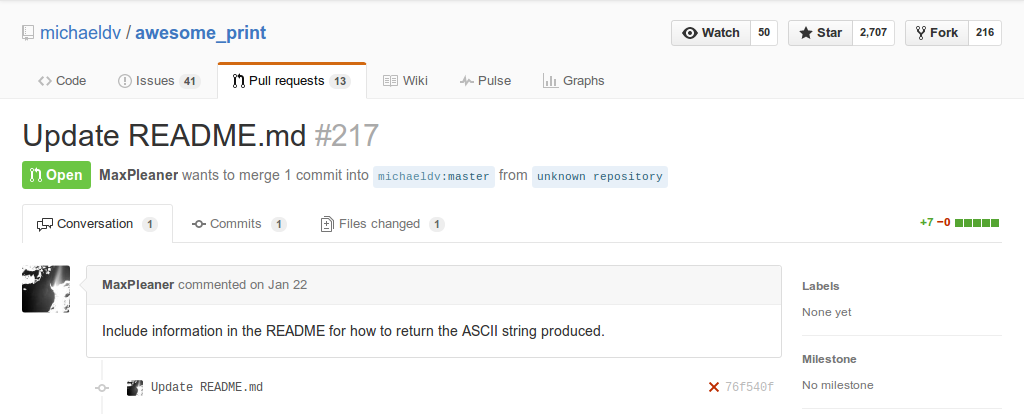 michaeldv / awesome_print Watch 50 Star 2,707 Fork 216
Code Issues 41 Pull requests 13 Wiki Pulse Graphs
Update README.md #217
Open MaxPleaner wants to merge 1 commit into michaeldv:master from unknown repository
Conversation 1 Commits 1 Files changed 1 +7 −0
MaxPleaner commented on Jan 22
Labels
None yet
Include information in the README for how to return the ASCII string produced.
Milestone
No milestone
Update README.md 76f540f